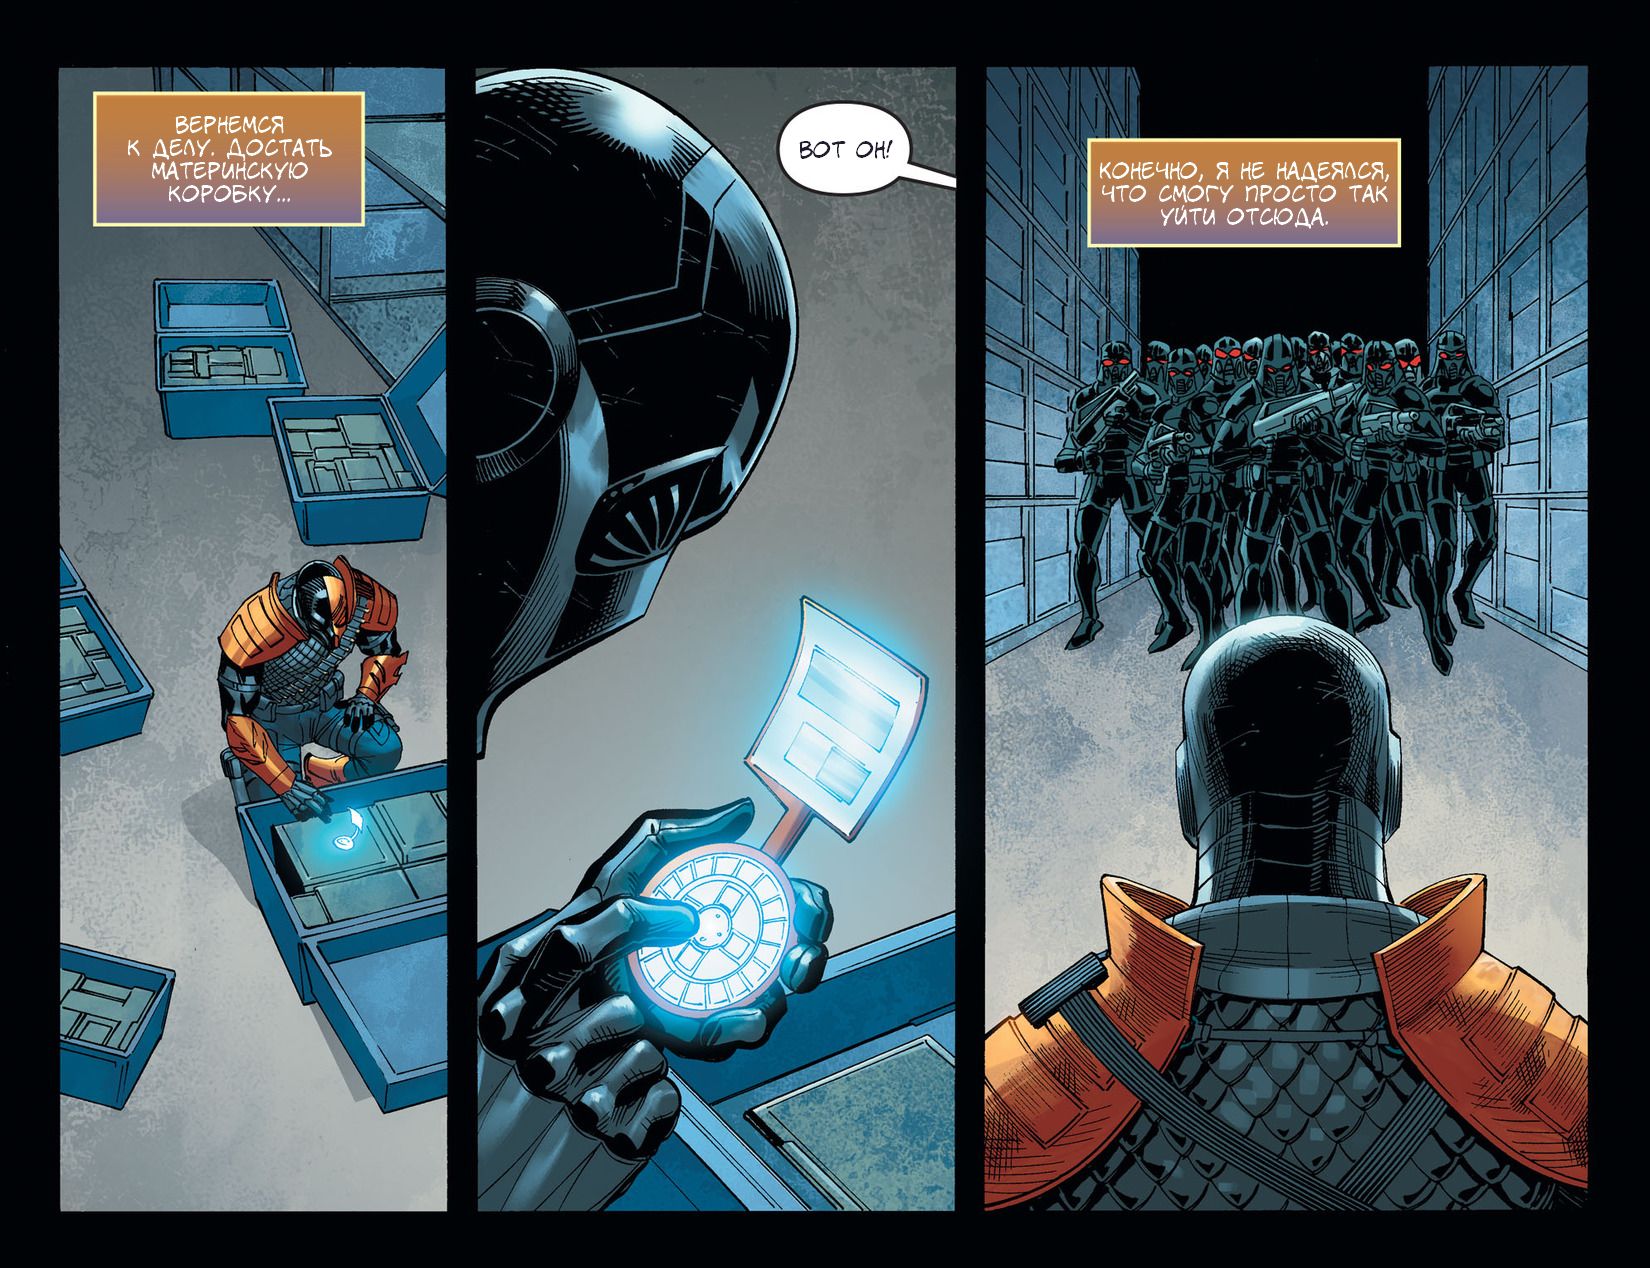 ВЕРНЕМСЯ
К ДЕЛУ. ДОСТАТЬ
МАТЕРИНСКУЮ
КОРОБКУ...
ВОТ ОН!
КОНЕЧНО, Я НЕ НАДЕЯЛСЯ,
ЧТО СМОГУ ПРОСТО ТАК
УЙТИ ОТСЮДА.